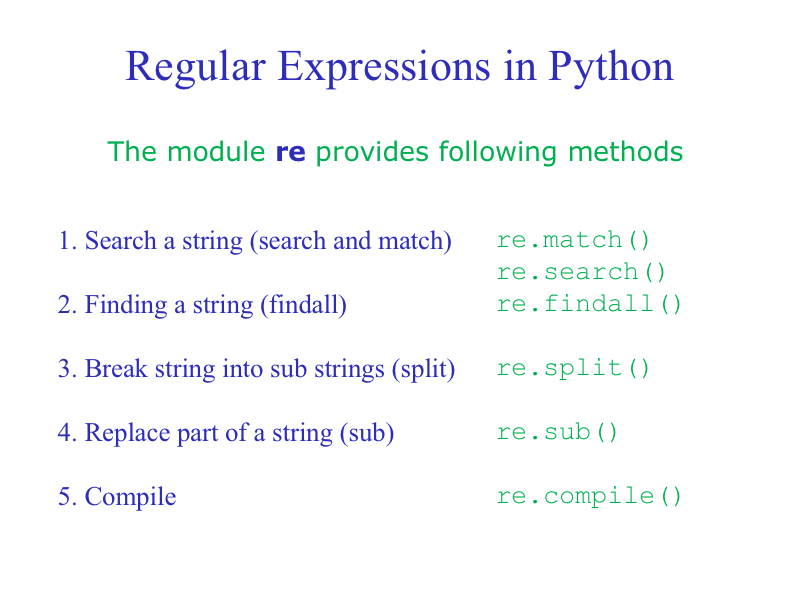 Regular Expressions in Python
The module re provides following methods
1. Search a string (search and match) re.match()
re.search()
2. Finding a string (findall) re.findall()
3. Break string into sub strings (split) re.split()
4. Replace part of a string (sub) re.sub()
5. Compile re.compile()